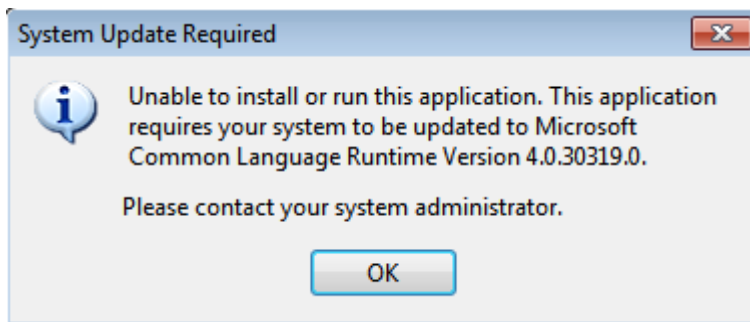 System Update Required
Unable to install or run this application. This application
requires your system to be updated to Microsoft
Common Language Runtime Version 4.0.30319.0.
Please contact your system administrator.
OK